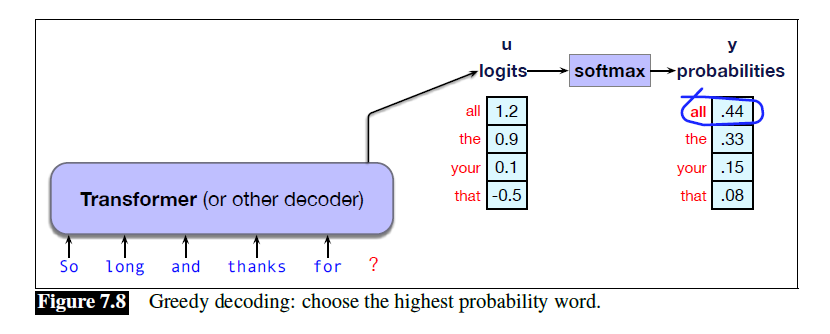 u
y
logits
softmax
probabilities
all 1.2
all .44
the 0.9
the .33
your 0.1
your .15
that -0.5
that .08
Transformer (or other decoder)
So long and thanks for ?
Figure 7.8 Greedy decoding: choose the highest probability word.